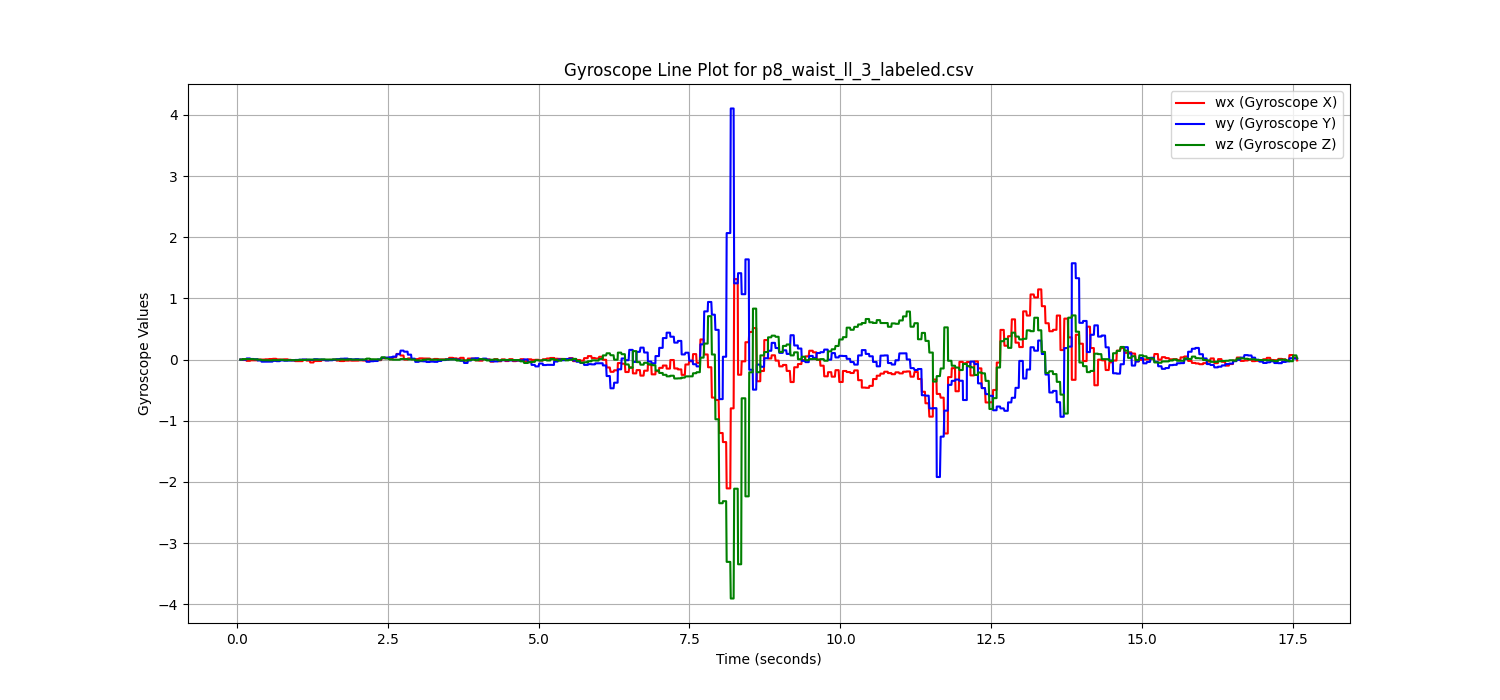 Gyroscope Line Plot for p8_waist_ll_3_labeled.csv
wx (Gyroscope X)
wy (Gyroscope Y)
wz (Gyroscope Z)
Gyroscope Values
4
3
2
1
0
−1
−2
−3
−4
0.0 2.5 5.0 7.5 10.0 12.5 15.0 17.5
Time (seconds)